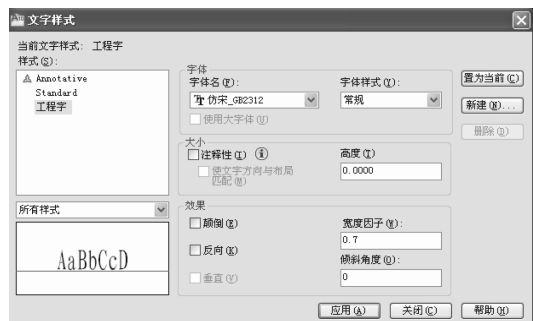 文字样式
当前文字样式: 工程字
样式(S):
Annotative
Standard
工程字
所有样式
AaBbCcD
字体
字体名(F):
字体样式(Y):
仿宋_GB2312
常规
使用大字体(U)
大小
注释性(I)
高度(T)
使文字方向与布局
匹配(M)
0.0000
效果
颠倒(E)
宽度因子(W):
0.7
反向(K)
倾斜角度(O):
垂直(V)
0
置为当前(C)
新建(N)...
删除(D)
应用(A)
关闭(C)
帮助(H)